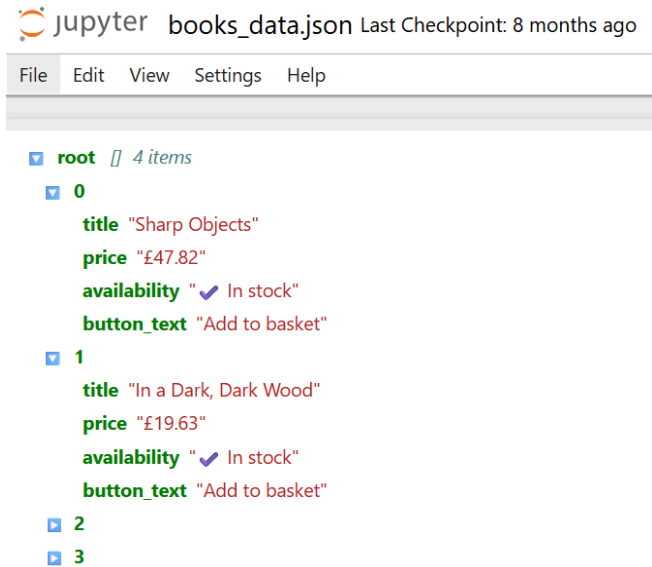 jupyter books_data.json Last Checkpoint: 8 months ago
File Edit View Settings Help
root [] 4 items
0
title "Sharp Objects"
price "£47.82"
availability "✔ In stock"
button_text "Add to basket"
1
title "In a Dark, Dark Wood"
price "£19.63"
availability "✔ In stock"
button_text "Add to basket"
2
3